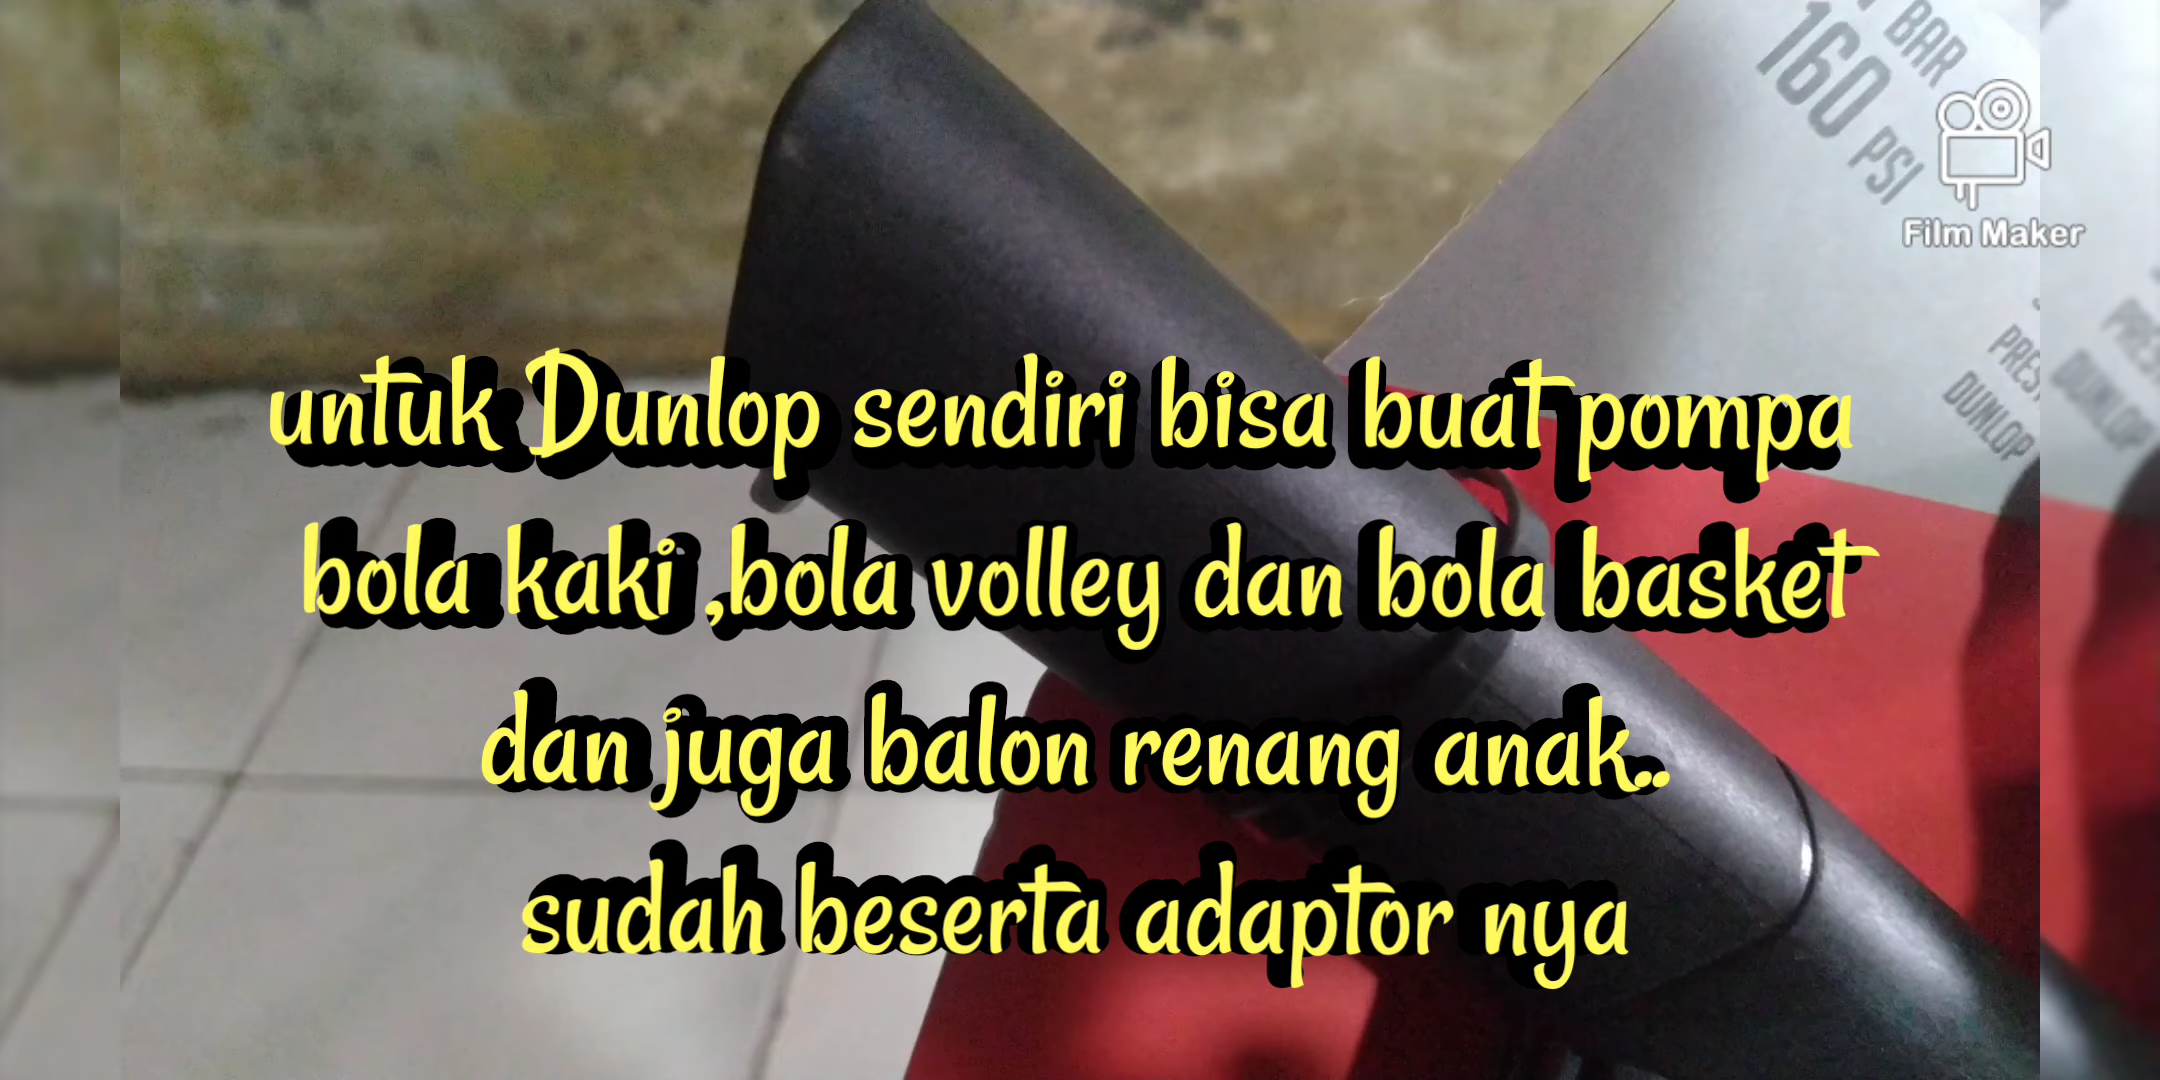 BAR
160 PSI
Film Maker
DUNLOP
untuk Dunlop sendiri bisa buat pompa
bola kaki ,bola volley dan bola basket
dan juga balon renang anak..
sudah beserta adaptor nya